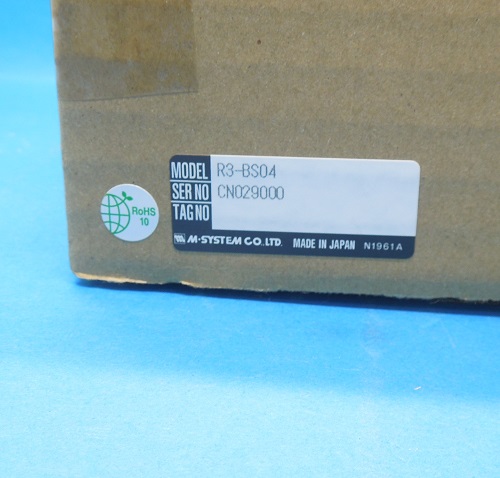 MODEL R3-BS04
SER NO CN029000
TAG NO
RoHS
10
M-SYSTEM CO.,LTD. MADE IN JAPAN N1961A